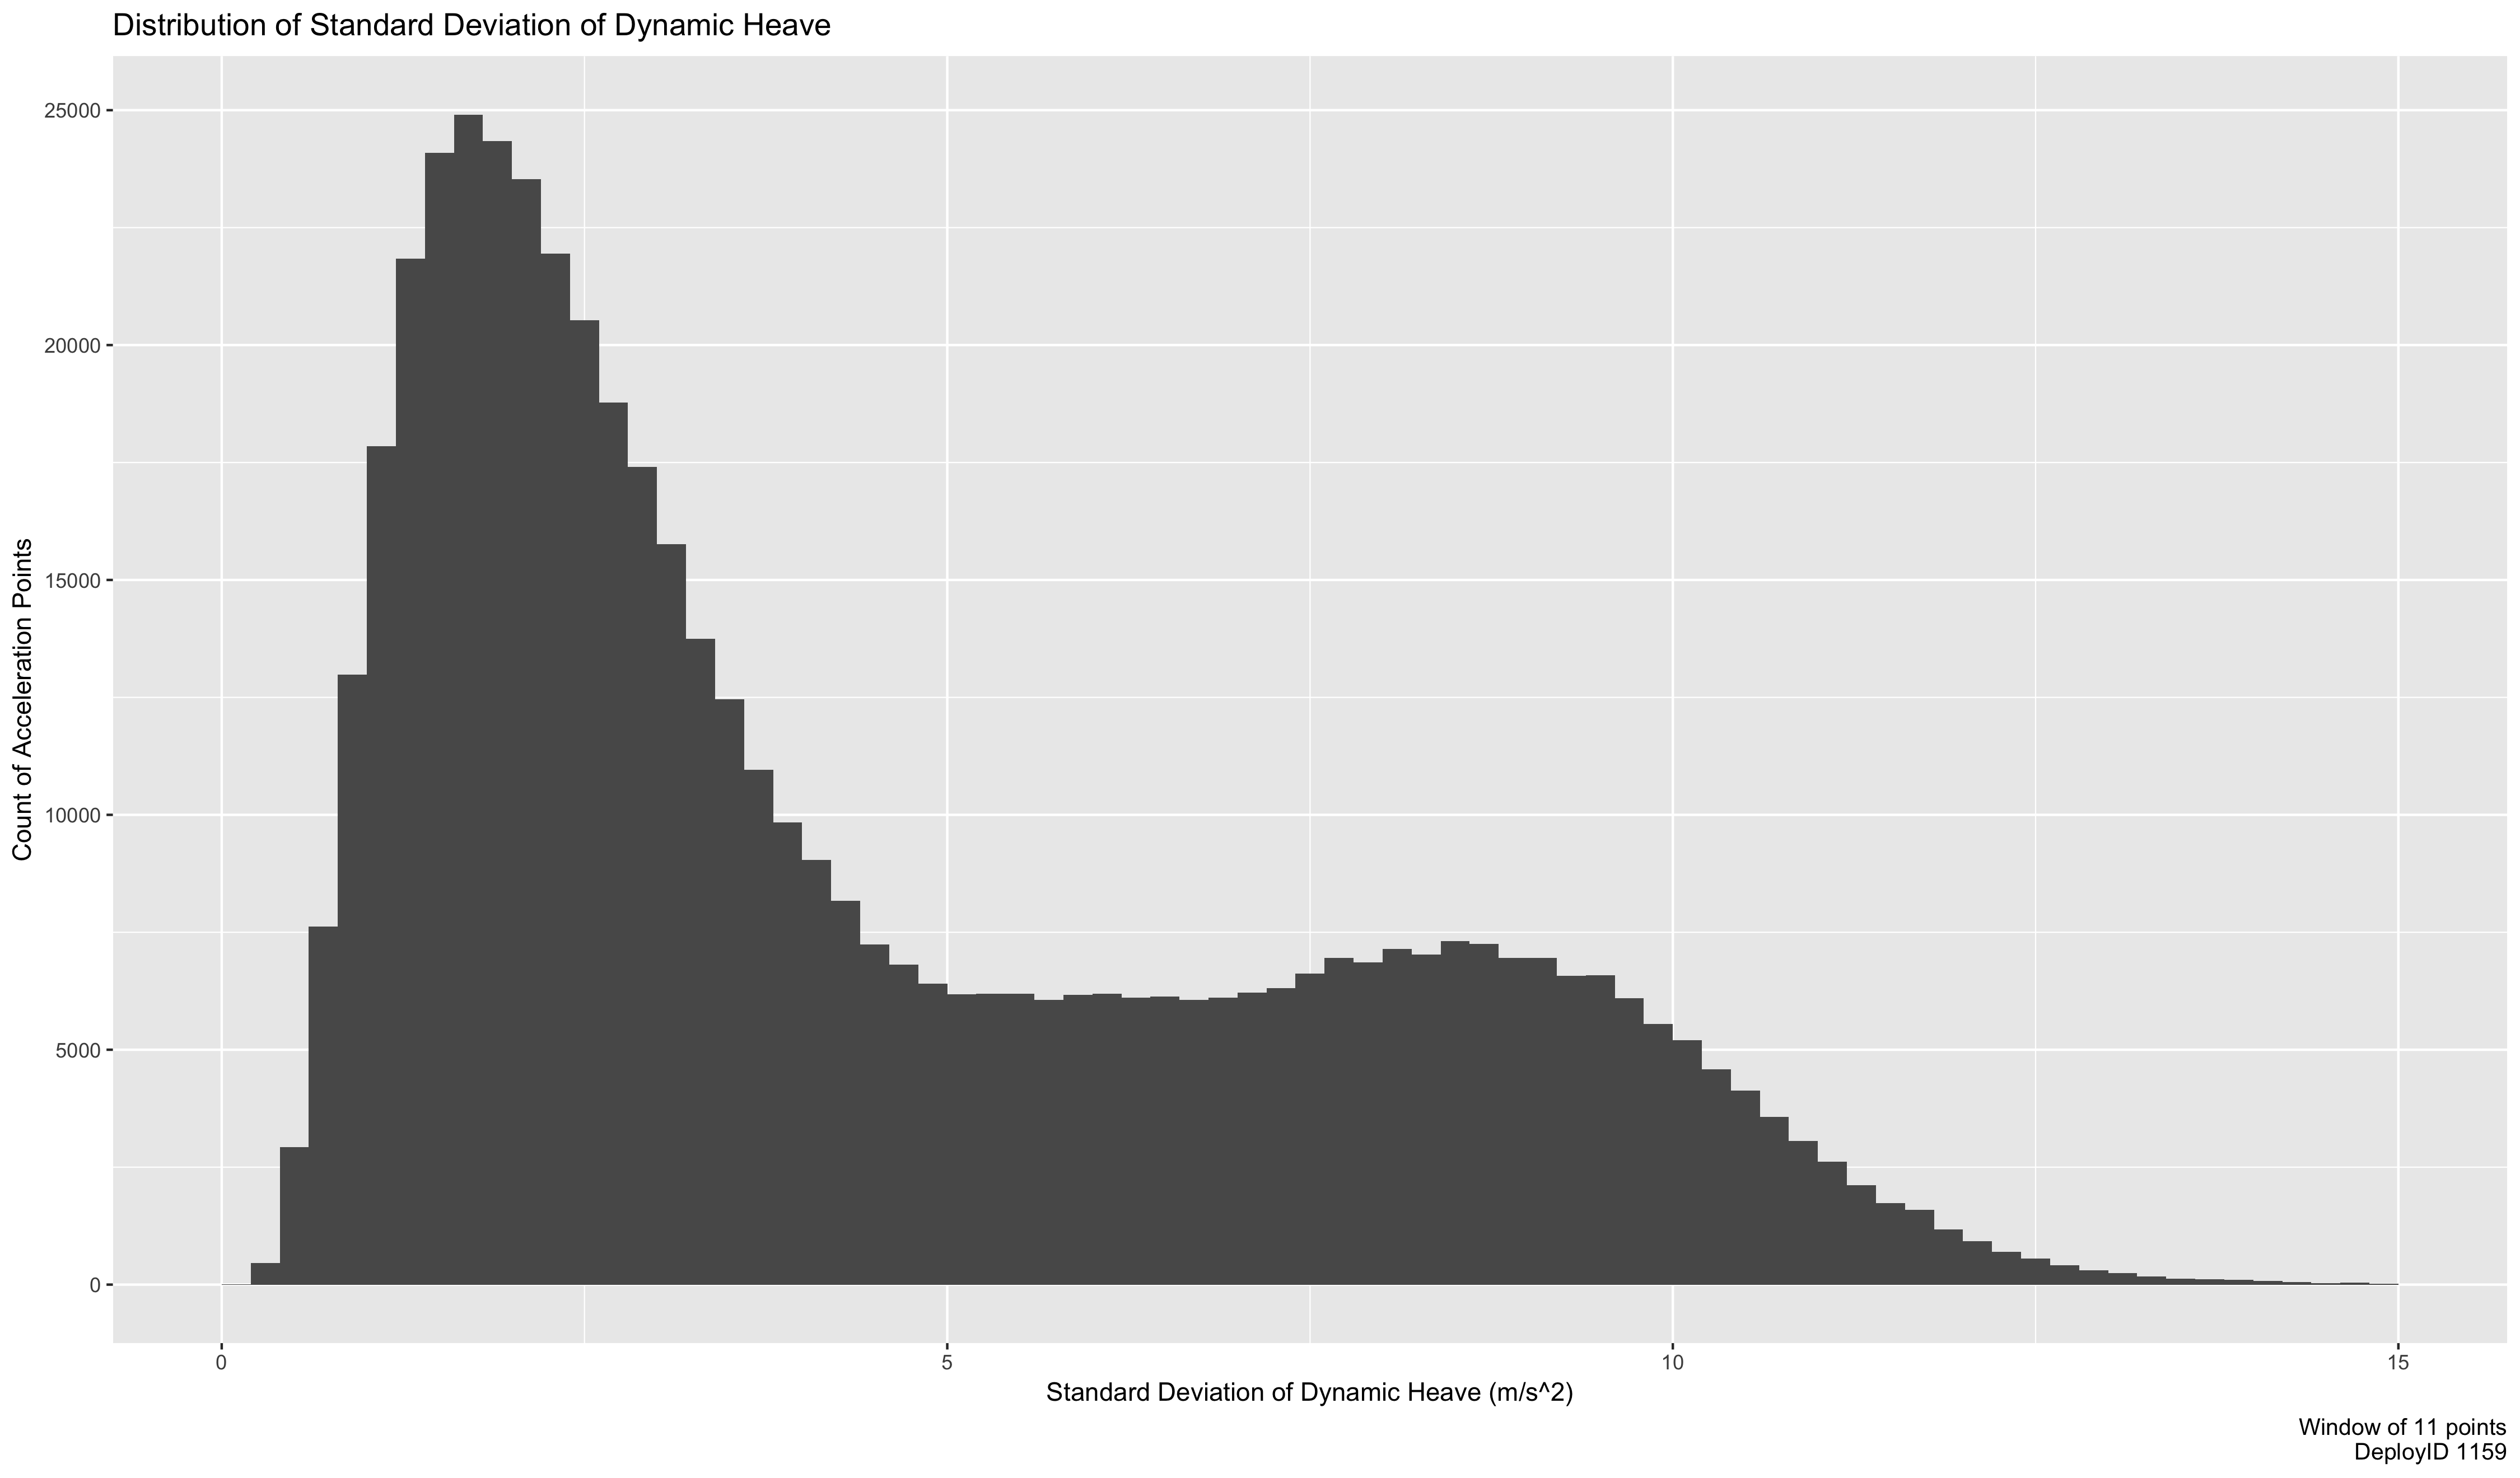 Distribution of Standard Deviation of Dynamic Heave
Count of Acceleration Points
25000
20000
15000
10000
5000
0
0
5
10
15
Standard Deviation of Dynamic Heave (m/s^2)
Window of 11 points
DeployID 1159